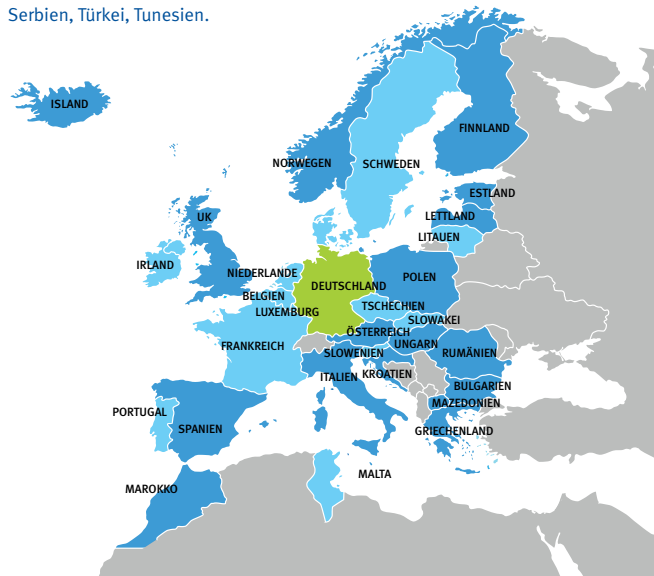 Serbien, Türkei, Tunesien.
ISLAND
FINNLAND
NORWEGEN
SCHWEDEN
ESTLAND
UK
LETTLAND
LITAUEN
IRLAND
NIEDERLANDE
POLEN
DEUTSCHLAND
BELGIEN
TSCHECHIEN
LUXEMBURG
SLOWAKEI
ÖSTERREICH
UNGARN
FRANKREICH
SLOWENIEN
RUMÄNIEN
ITALIEN
KROATIEN
BULGARIEN
MAZEDONIEN
PORTUGAL
SPANIEN
GRIECHENLAND
MALTA
MAROKKO